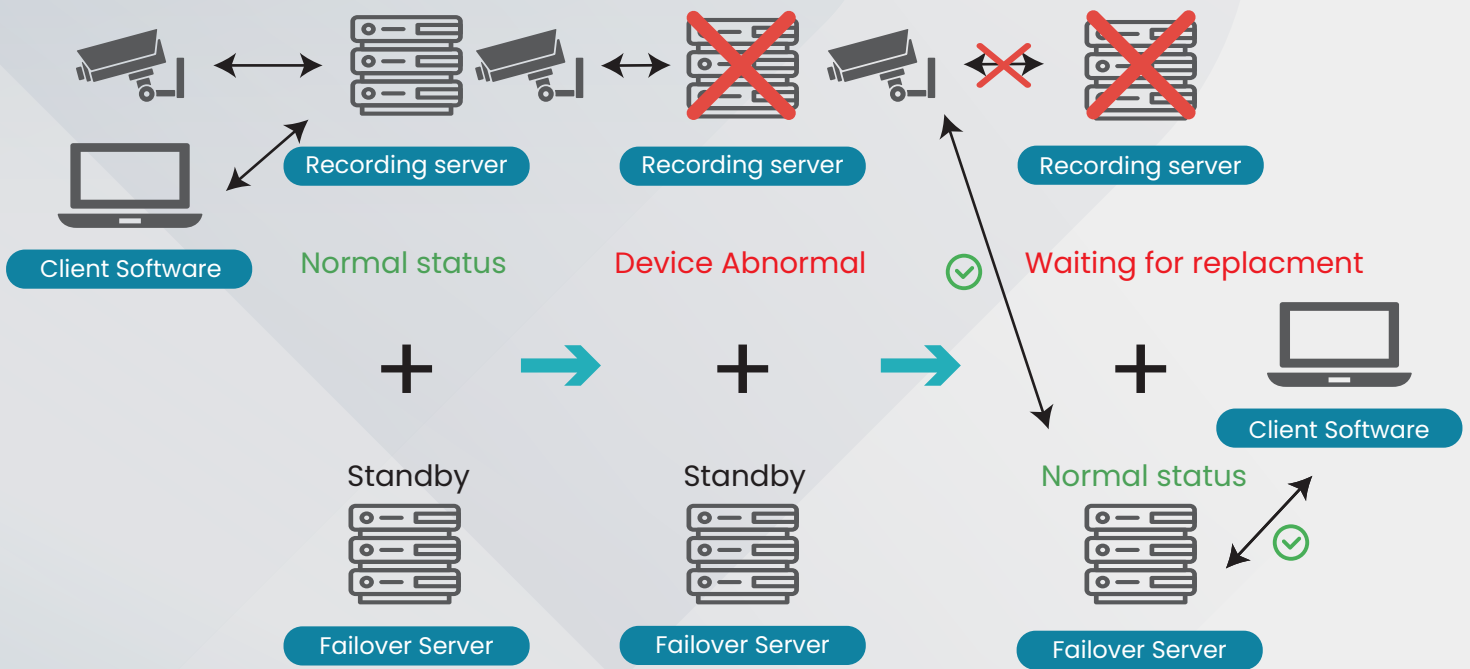 Recording server
Recording server
Recording server
Client Software
Normal status
Device Abnormal
Waiting for replacment
Client Software
Standby
Standby
Normal status
Failover Server
Failover Server
Failover Server